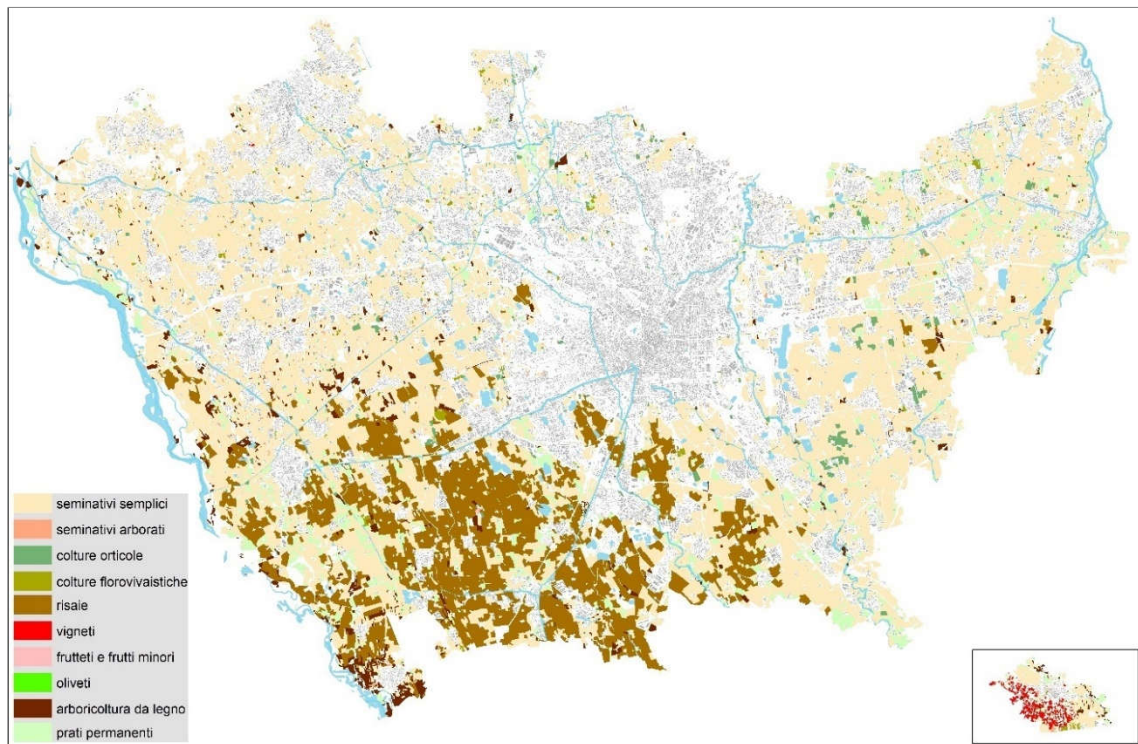 seminativi semplici
seminativi arborati
colture orticole
colture florovivaistiche
risaie
vigneti
frutteti e frutti minori
oliveti
arboricoltura da legno
prati permanenti